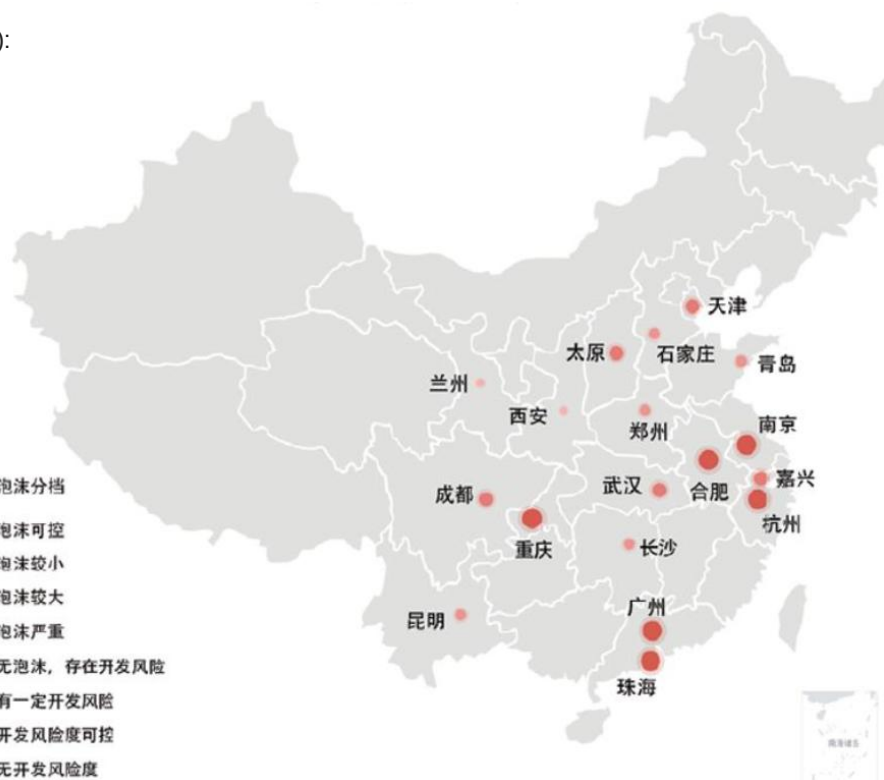 ):
天津
太原
石家庄
青岛
兰州
西安
郑州
南京
嘉兴
成都
武汉
合肥
杭州
重庆
长沙
昆明
广州
珠海
泡沫分档
泡沫可控
泡沫较小
泡沫较大
泡沫严重
无泡沫，存在开发风险
有一定开发风险
开发风险度可控
无开发风险度
南海诸岛